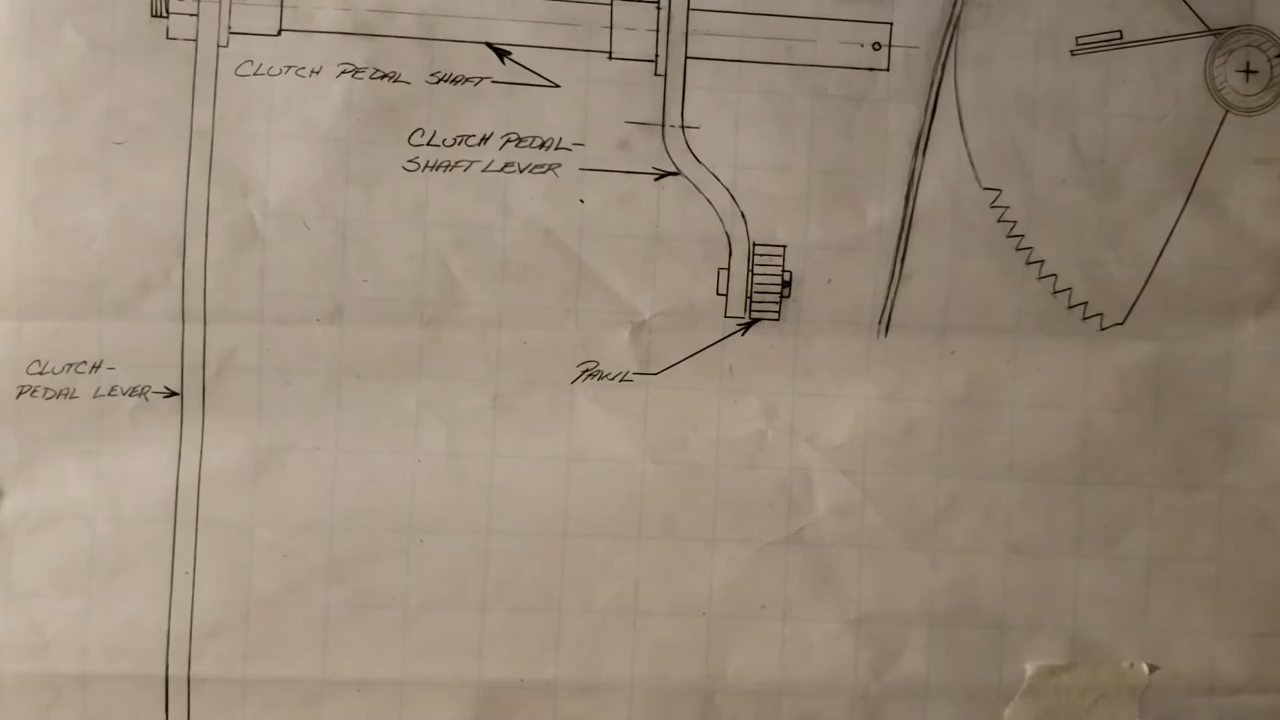 CLUTCH PEDAL SHAFT
CLUTCH PEDAL-
SHAFT LEVER
CLUTCH-
PEDAL LEVER
PAWL